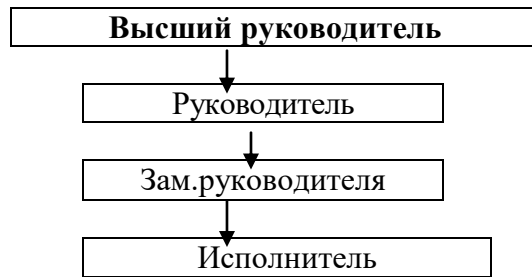 Высший руководитель
Руководитель
Зам.руководителя
Исполнитель